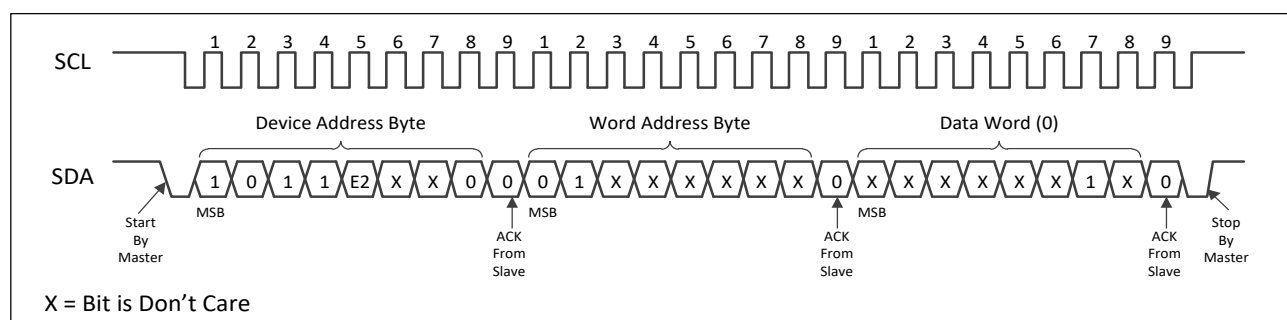 1 2 3 4 5 6 7 8 9 1 2 3 4 5 6 7 8 9 1 2 3 4 5 6 7 8 9
SCL
Device Address Byte Word Address Byte Data Word (0)
SDA 1 0 1 1 E2 X X 0 0 0 1 X X X X X X 0 X X X X X X 1 X 0
MSB MSB MSB
Start
By
Master
ACK
From
Slave
ACK
From
Slave
ACK
From
Slave
Stop
By
Master
X = Bit is Don’t Care